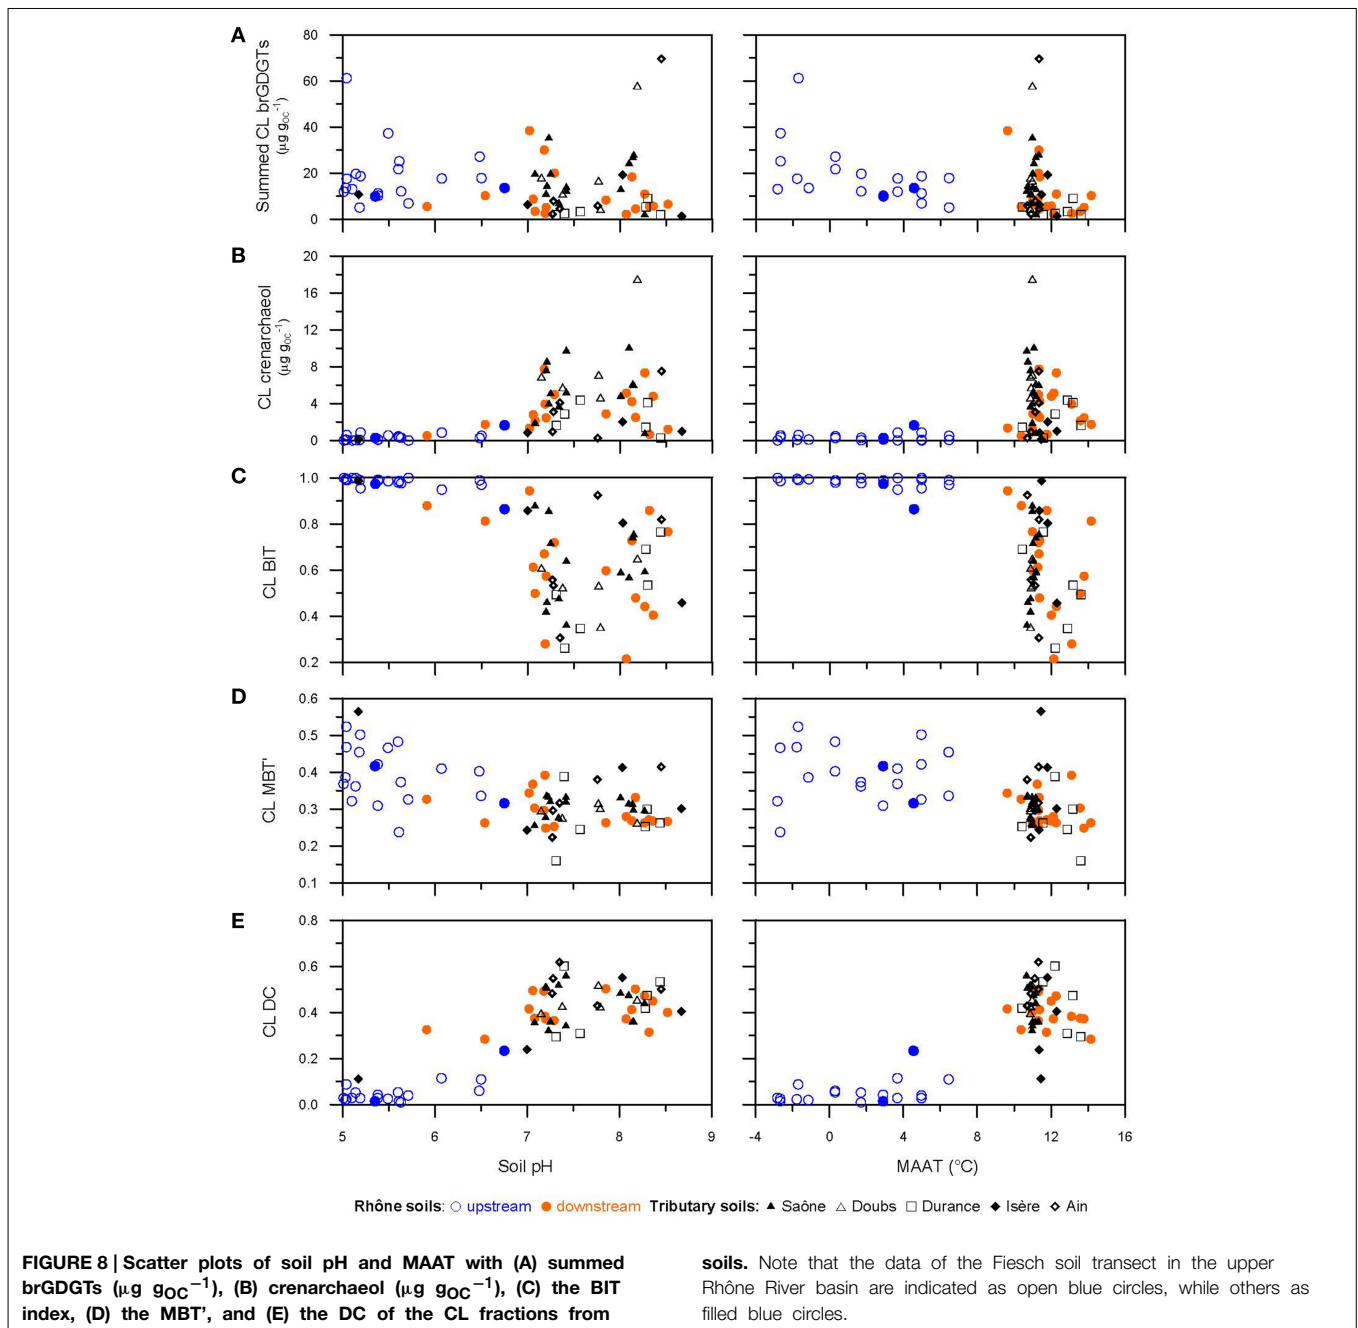 A
80
60
40
20
0
Summed CL brGDGTs
(μg gOC−1)
B
20
16
12
8
4
0
CL crenarchaeol
(μg gOC−1)
C
1.0
0.8
0.6
0.4
0.2
CL BIT
D
0.6
0.5
0.4
0.3
0.2
0.1
CL MBT'
E
0.8
0.6
0.4
0.2
0.0
CL DC
5 6 7 8 9
Soil pH
-4 0 4 8 12 16
MAAT (°C)
Rhône soils: upstream downstream Tributary soils: Saône Doubs Durance Isère Ain
FIGURE 8 | Scatter plots of soil pH and MAAT with (A) summed
brGDGTs (μg gOC−1), (B) crenarchaeol (μg gOC−1), (C) the BIT
index, (D) the MBT', and (E) the DC of the CL fractions from
soils. Note that the data of the Fiesch soil transect in the upper
Rhône River basin are indicated as open blue circles, while others as
filled blue circles.